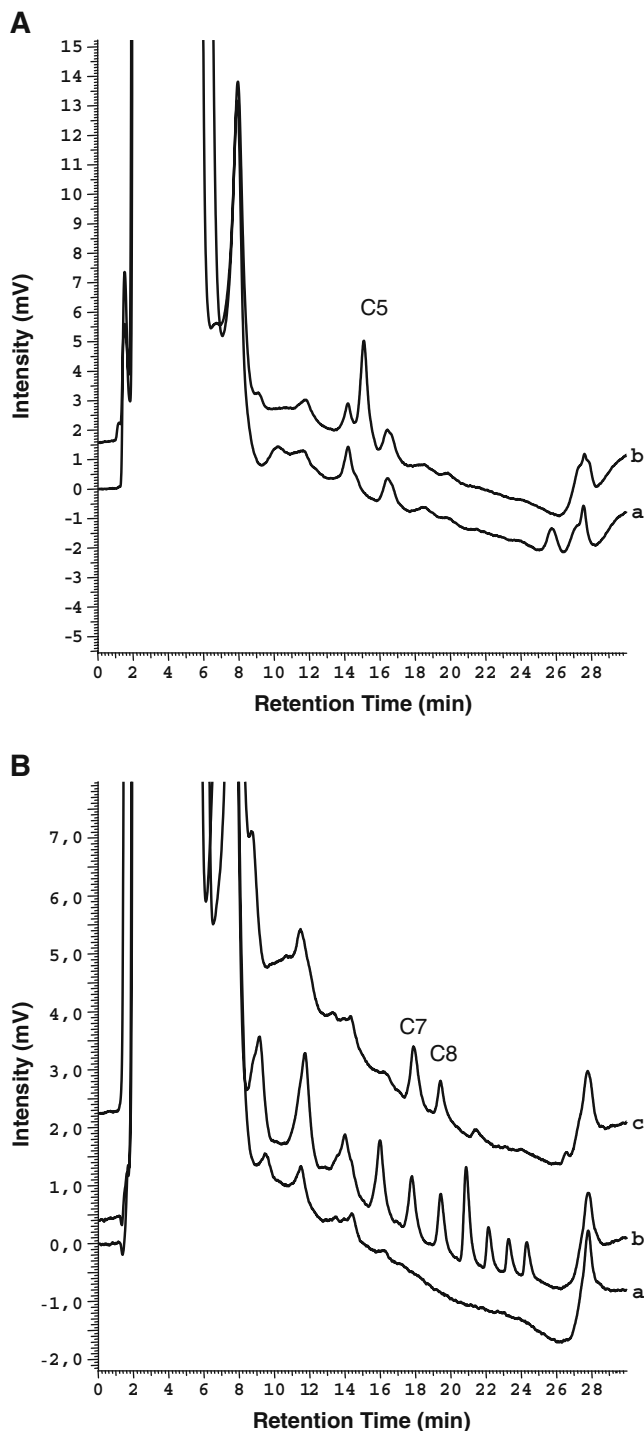 A
15
14
13
12
11
10
9
8
7
6
5
4
3
2
1
0
-1
-2
-3
-4
-5
Intensity (mV)
C5
b
a
0 2 4 6 8 10 12 14 16 18 20 22 24 26 28
Retention Time (min)
B
7,0
6,0
5,0
4,0
3,0
2,0
1,0
0,0
-1,0
-2,0
Intensity (mV)
C7
C8
c
b
a
0 2 4 6 8 10 12 14 16 18 20 22 24 26 28
Retention Time (min)